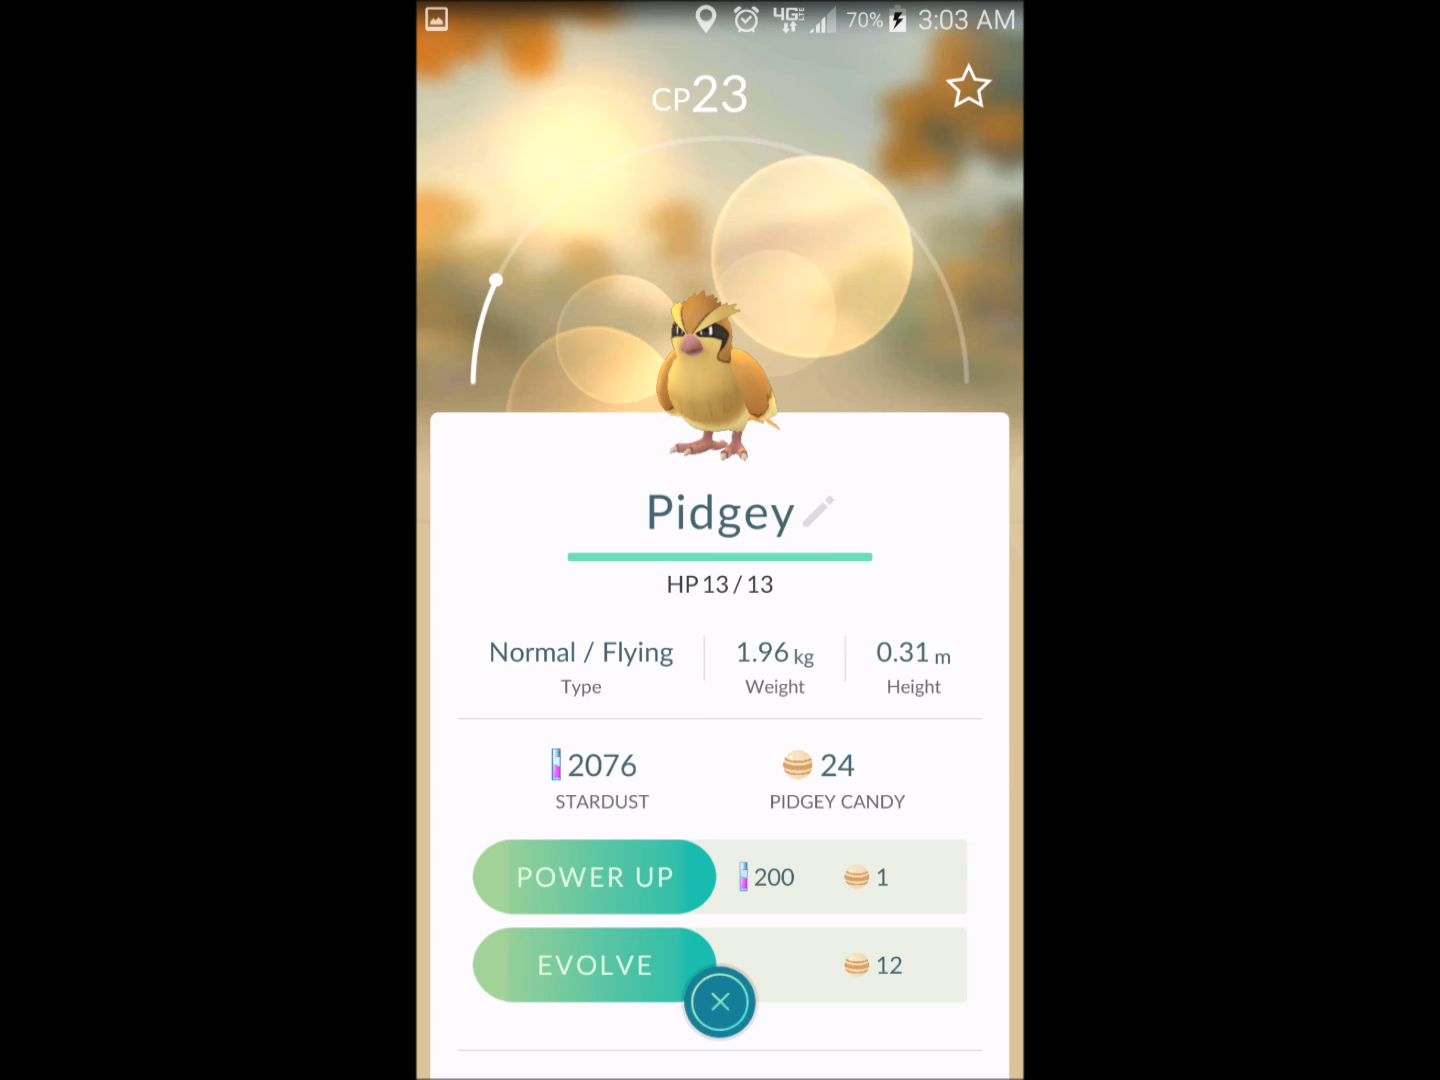 4G LTE 70% 3:03 AM
CP23
Pidgey
HP 13 / 13
Normal / Flying 1.96 kg 0.31 m
Type Weight Height
2076 24
STARDUST PIDGEY CANDY
POWER UP 200 1
EVOLVE 12